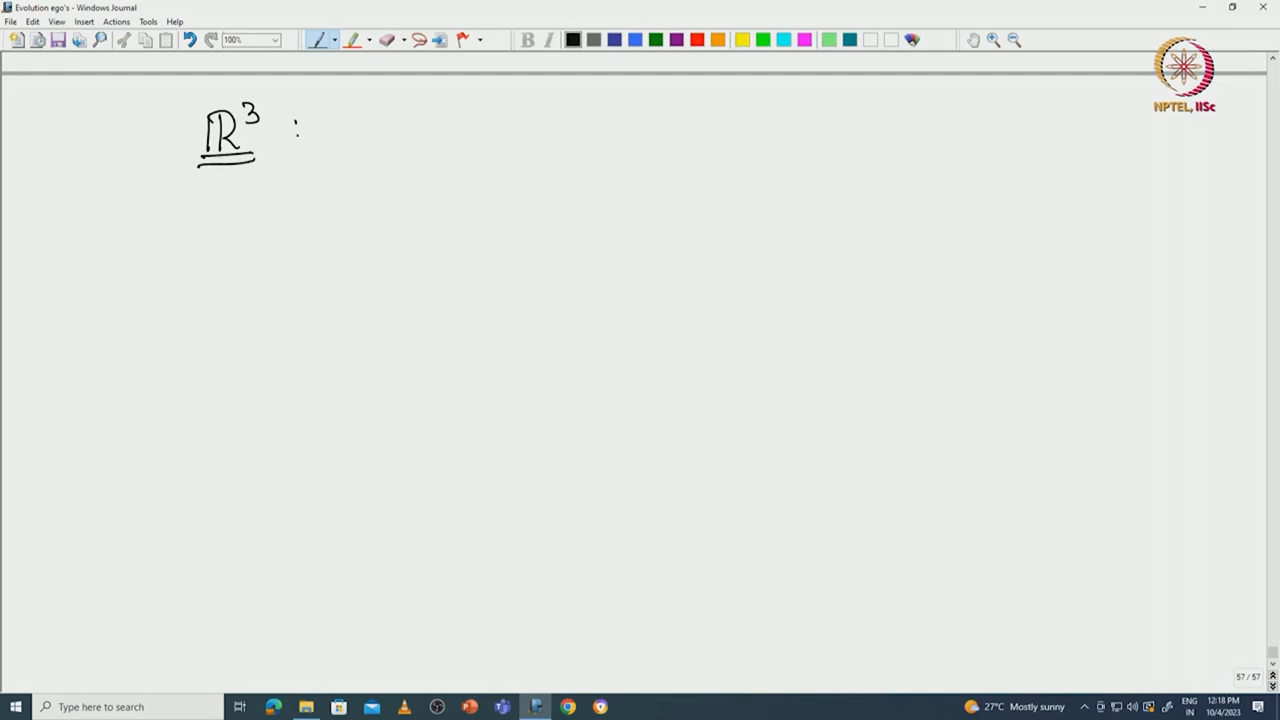 Evolution ego's - Windows Journal
File Edit View Insert Actions Tools Help
100%
B I
NPTEL, IISc
ℝ³ :
57 / 57
Type here to search
27°C Mostly sunny
ENG
IN
12:18 PM
10/4/2023